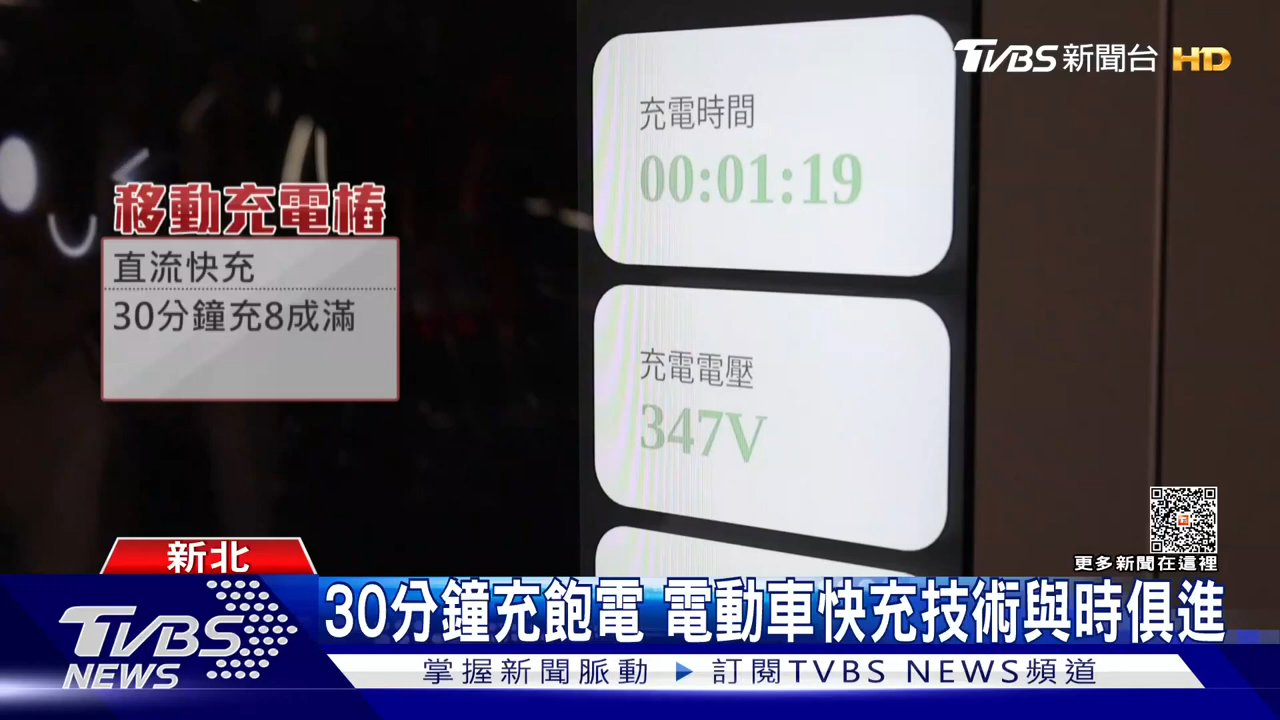 TVBS新聞台 HD
充電時間
00:01:19
移動充電樁
直流快充
30分鐘充8成滿
充電電壓
347V
更多新聞在這裡
新北
30分鐘充飽電 電動車快充技術與時俱進
TVBS NEWS
掌握新聞脈動 ▶ 訂閱TVBS NEWS頻道